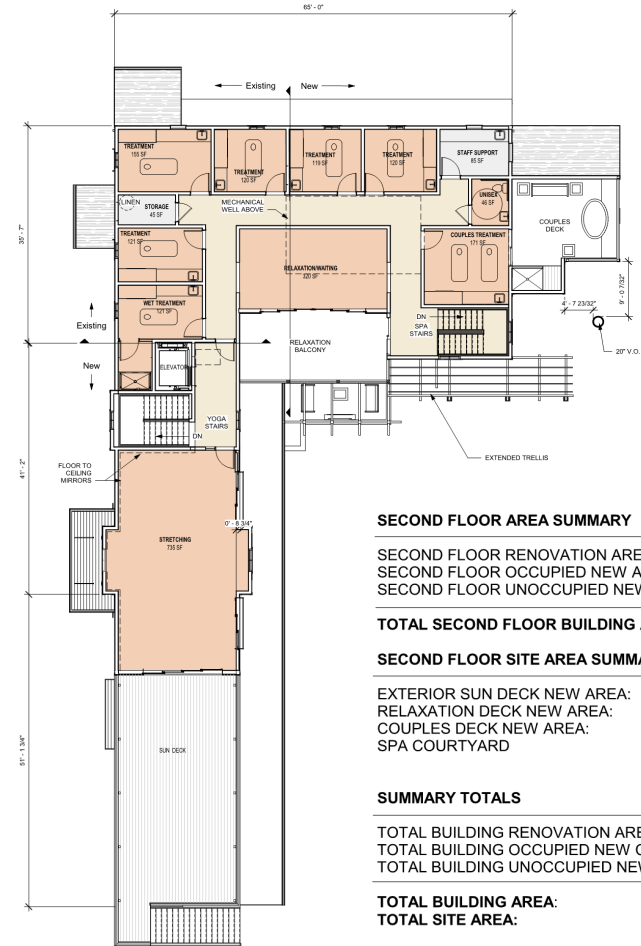 65' - 0"
Existing
New
TREATMENT
155 SF
TREATMENT
120 SF
TREATMENT
119 SF
TREATMENT
120 SF
STAFF SUPPORT
85 SF
LINEN
STORAGE
45 SF
MECHANICAL
WELL ABOVE
UNISEX
46 SF
COUPLES
DECK
35' - 7"
TREATMENT
121 SF
RELAXATION/WAITING
320 SF
COUPLES TREATMENT
171 SF
9' - 0 7/32"
4' - 7 23/32"
WET TREATMENT
121 SF
Existing
New
DN
SPA
STAIRS
20" V.O.
RELAXATION
BALCONY
ELEVATOR
YOGA
STAIRS
DN
EXTENDED TRELLIS
FLOOR TO
CEILING
MIRRORS
41' - 2"
0' - 8 3/4"
STRETCHING
735 SF
SECOND FLOOR AREA SUMMARY
SECOND FLOOR RENOVATION ARE
SECOND FLOOR OCCUPIED NEW A
SECOND FLOOR UNOCCUPIED NEW
TOTAL SECOND FLOOR BUILDING
SECOND FLOOR SITE AREA SUMMA
EXTERIOR SUN DECK NEW AREA:
RELAXATION DECK NEW AREA:
COUPLES DECK NEW AREA:
SPA COURTYARD
51' - 1 3/4"
SUN DECK
SUMMARY TOTALS
TOTAL BUILDING RENOVATION ARE
TOTAL BUILDING OCCUPIED NEW
TOTAL BUILDING UNOCCUPIED NEW
TOTAL BUILDING AREA:
TOTAL SITE AREA: